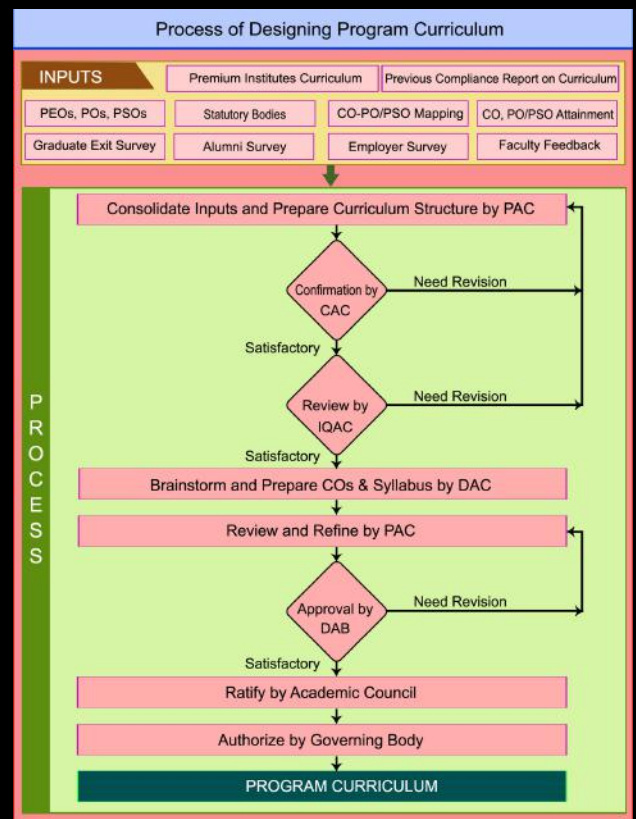 Process of Designing Program Curriculum
INPUTS
Premium Institutes Curriculum
Previous Compliance Report on Curriculum
PEOs, POs, PSOs
Statutory Bodies
CO-PO/PSO Mapping
CO, PO/PSO Attainment
Graduate Exit Survey
Alumni Survey
Employer Survey
Faculty Feedback
PROCESS
Consolidate Inputs and Prepare Curriculum Structure by PAC
Confirmation by
CAC
Need Revision
Satisfactory
Review by
IQAC
Need Revision
Satisfactory
Brainstorm and Prepare COs & Syllabus by DAC
Review and Refine by PAC
Approval by
DAB
Need Revision
Satisfactory
Ratify by Academic Council
Authorize by Governing Body
PROGRAM CURRICULUM